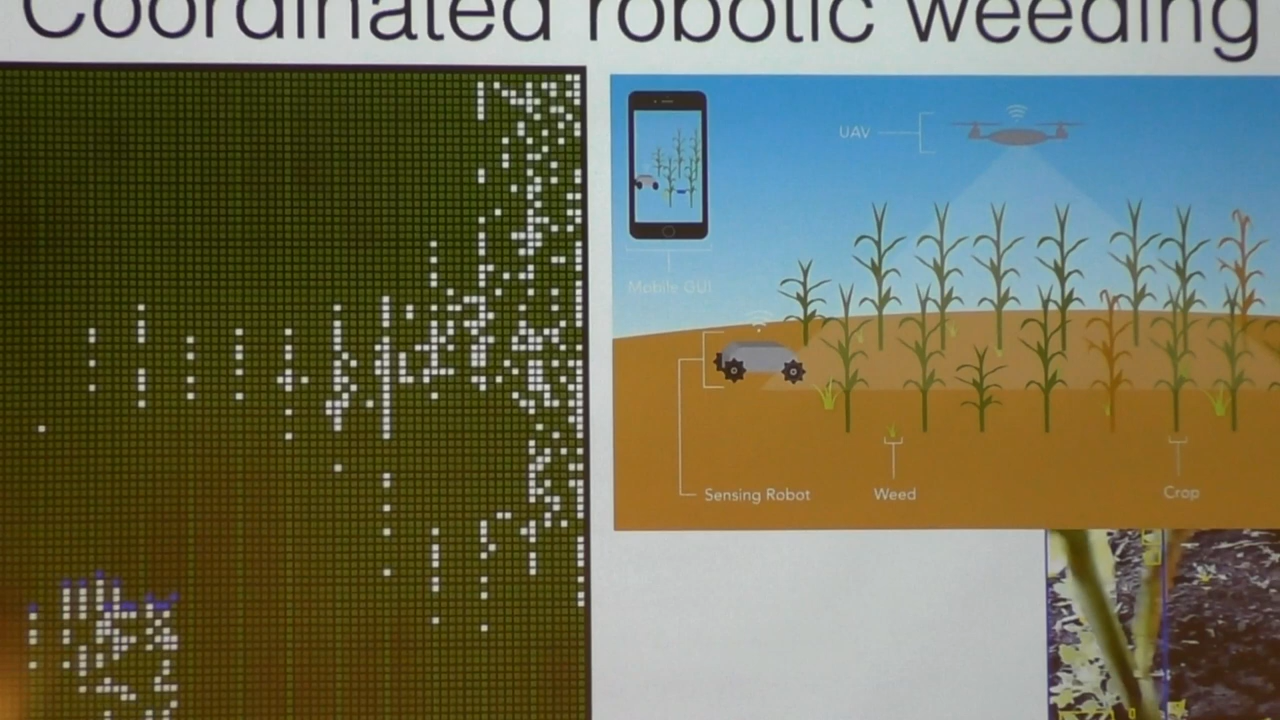 Coordinated robotic weeding
UAV
Mobile GUI
Sensing Robot
Weed
Crop